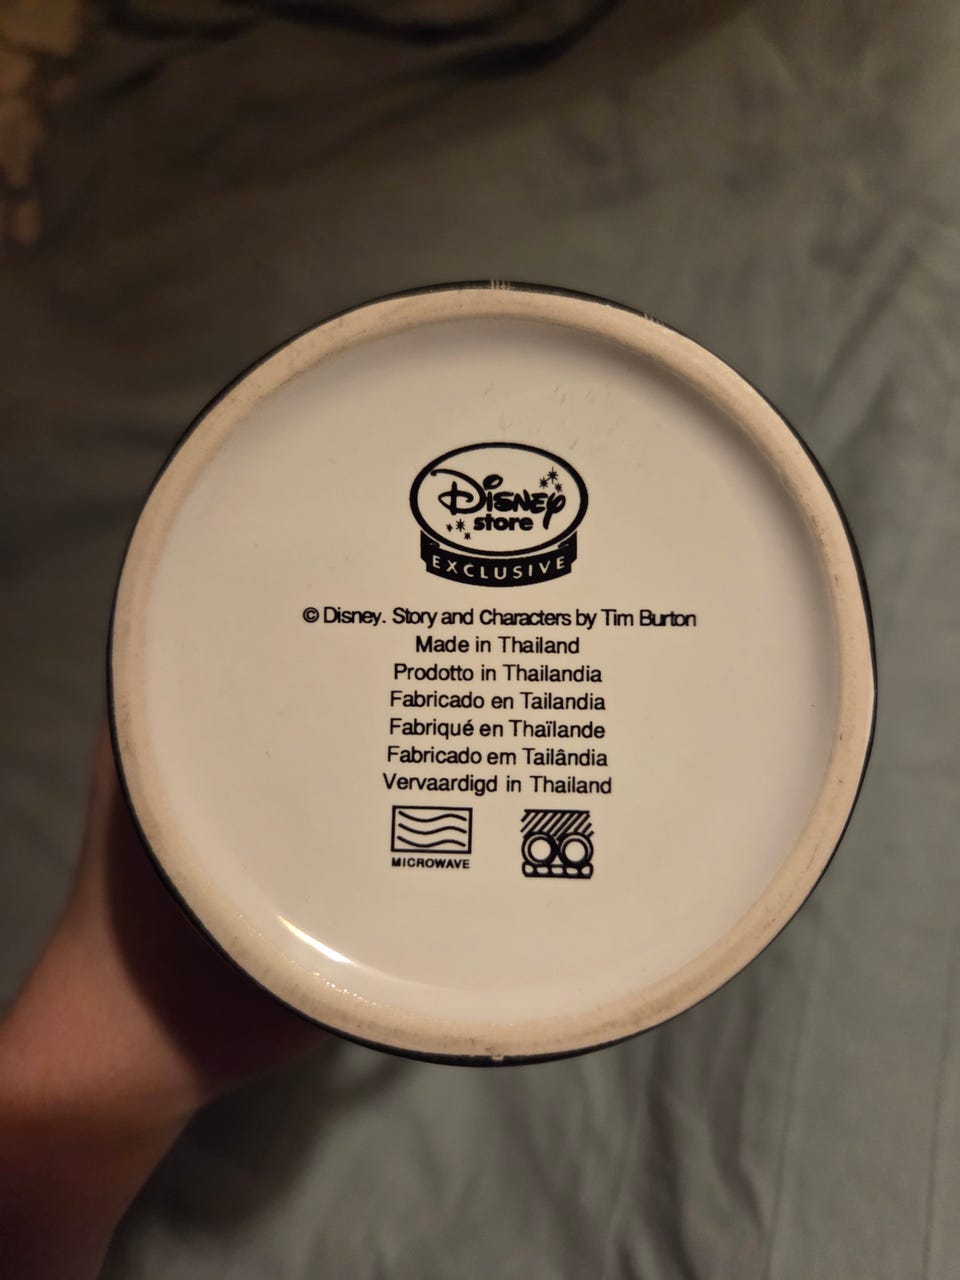 Disney
store
EXCLUSIVE
© Disney. Story and Characters by Tim Burton
Made in Thailand
Prodotto in Thailandia
Fabricado en Tailandia
Fabriqué en Thaïlande
Fabricado em Tailândia
Vervaardigd in Thailand
MICROWAVE